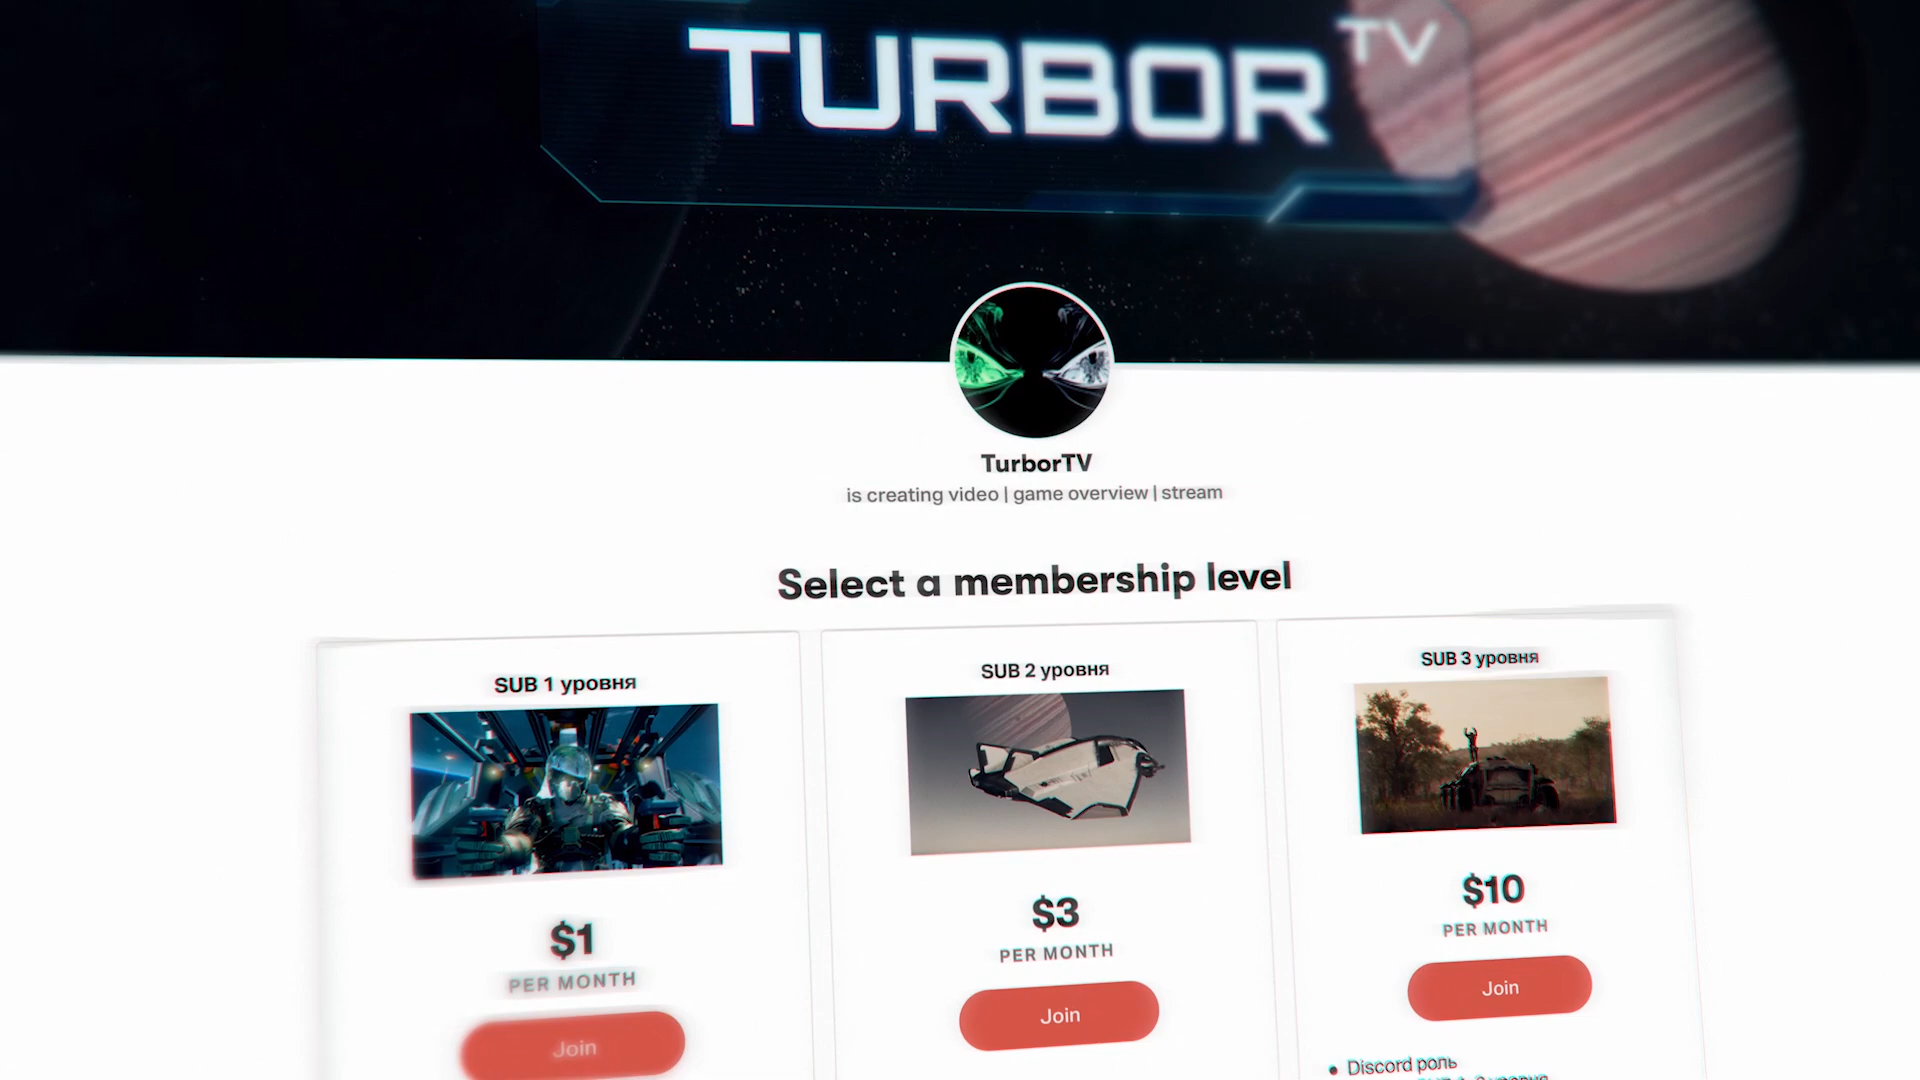 TURBOR TV
TurborTV
is creating video | game overview | stream
Select a membership level
SUB 1 уровня
SUB 2 уровня
SUB 3 уровня
$1
PER MONTH
Join
$3
PER MONTH
Join
$10
PER MONTH
Join
• Discord роль